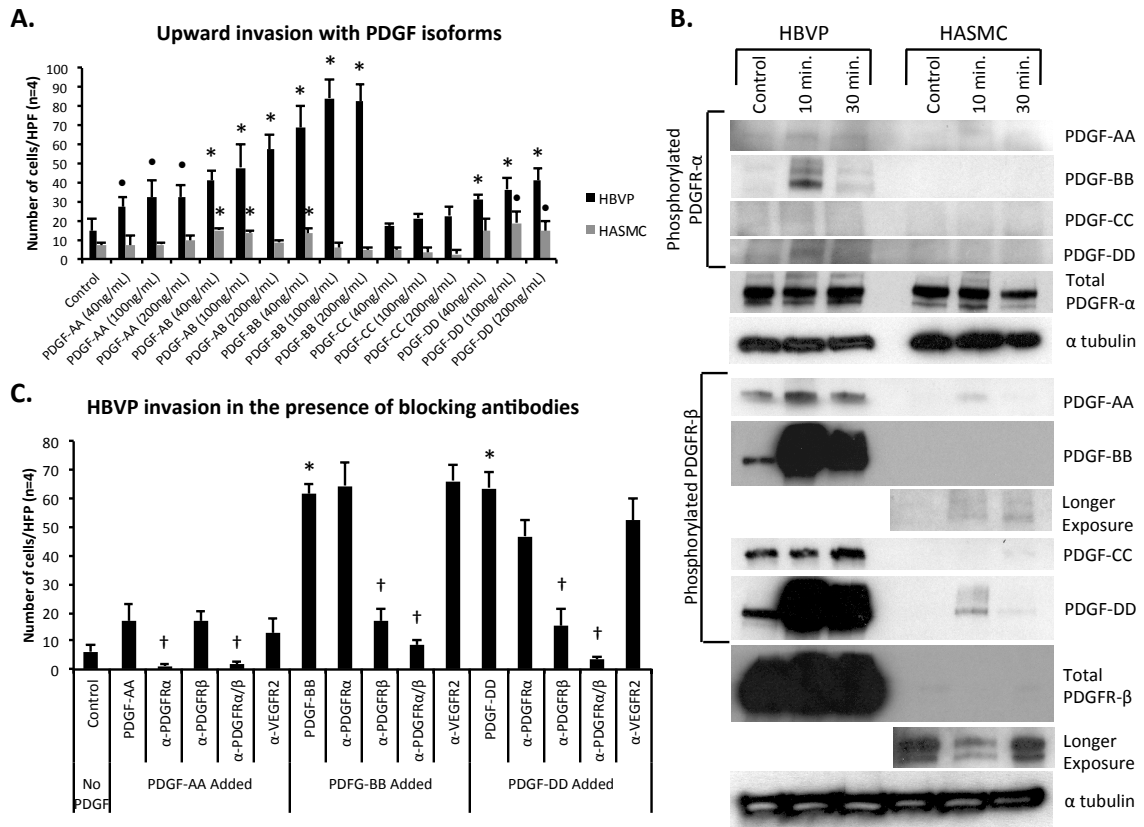 A.
Upward invasion with PDGF isoforms
Number of cells/HPF (n=4)
100
90
80
70
60
50
40
30
20
10
0
* * * * * * * * *
* * *
• • • • •
HBVP
HASMC
Control
PDGF-AA (40ng/mL)
PDGF-AA (100ng/mL)
PDGF-AA (200ng/mL)
PDGF-AB (40ng/mL)
PDGF-AB (100ng/mL)
PDGF-AB (200ng/mL)
PDGF-BB (40ng/mL)
PDGF-BB (100ng/mL)
PDGF-BB (200ng/mL)
PDGF-CC (40ng/mL)
PDGF-CC (100ng/mL)
PDGF-CC (200ng/mL)
PDGF-DD (40ng/mL)
PDGF-DD (100ng/mL)
PDGF-DD (200ng/mL)
B.
HBVP
HASMC
Control
10 min.
30 min.
Control
10 min.
30 min.
Phosphorylated
PDGFR-α
PDGF-AA
PDGF-BB
PDGF-CC
PDGF-DD
Total
PDGFR-α
α tubulin
Phosphorylated PDGFR-β
PDGF-AA
PDGF-BB
Longer
Exposure
PDGF-CC
PDGF-DD
Total
PDGFR-β
Longer
Exposure
α tubulin
C.
HBVP invasion in the presence of blocking antibodies
Number of cells/HFP (n=4)
80
70
60
50
40
30
20
10
0
† † * † † * † †
Control
PDGF-AA
α-PDGFRα
α-PDGFRβ
α-PDGFRα/β
α-VEGFR2
PDGF-BB
α-PDGFRα
α-PDGFRβ
α-PDGFRα/β
α-VEGFR2
PDGF-DD
α-PDGFRα
α-PDGFRβ
α-PDGFRα/β
α-VEGFR2
No
PDGF
PDGF-AA Added
PDFG-BB Added
PDGF-DD Added